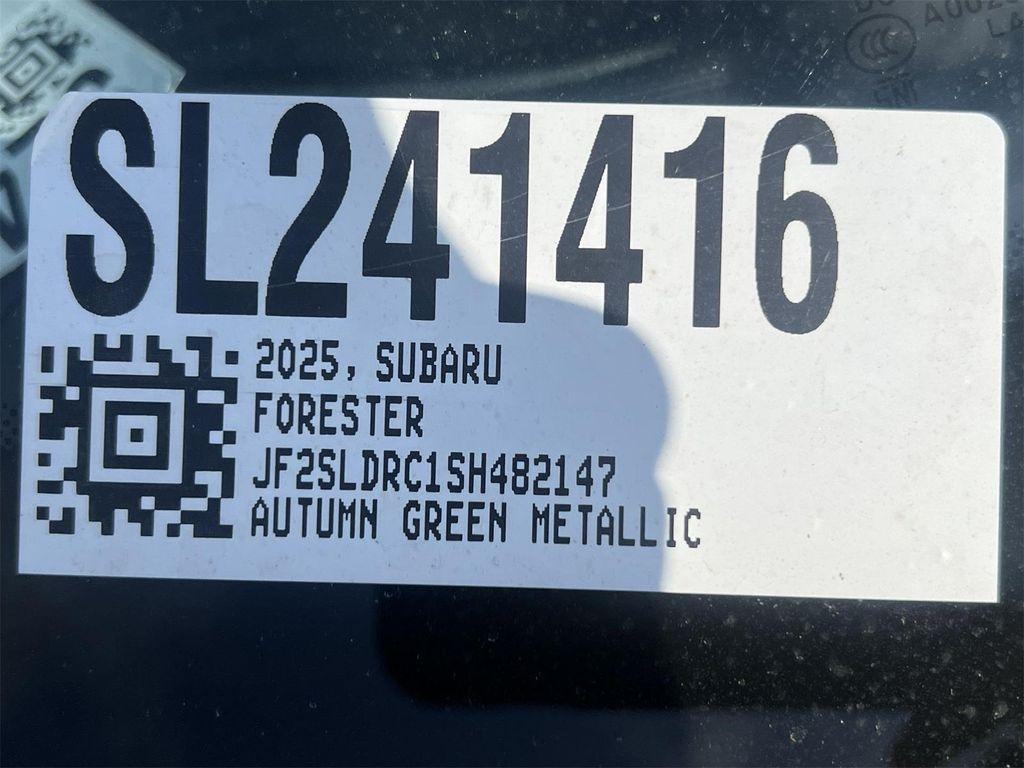 SL241416
2025, SUBARU
FORESTER
JF2SLDRC1SH482147
AUTUMN GREEN METALLIC